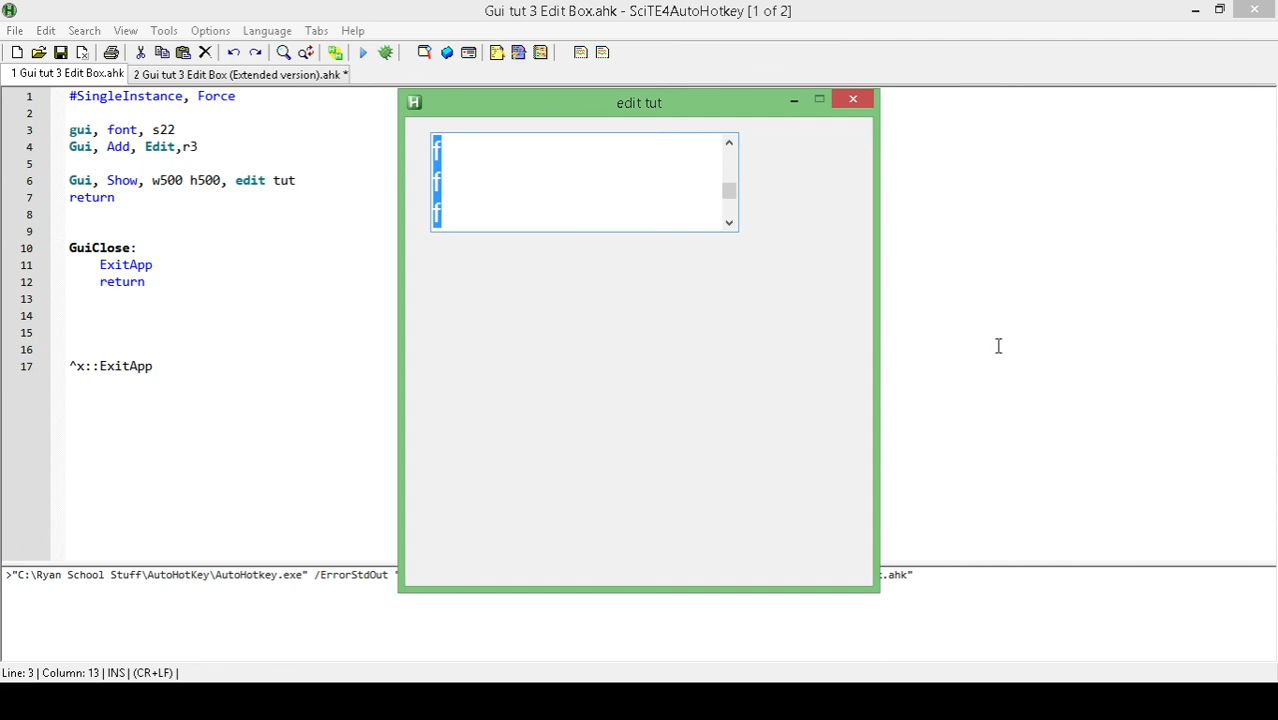 Gui tut 3 Edit Box.ahk - SciTE4AutoHotkey [1 of 2]
File Edit Search View Tools Options Language Tabs Help
1 Gui tut 3 Edit Box.ahk 2 Gui tut 3 Edit Box (Extended version).ahk *
1 #SingleInstance, Force
2
3 gui, font, s22
4 Gui, Add, Edit,r3
5
6 Gui, Show, w500 h500, edit tut
7 return
8
9
10 GuiClose:
11 ExitApp
12 return
13
14
15
16
17 ^x::ExitApp
edit tut
f
f
f
>"C:\Ryan School Stuff\AutoHotKey\AutoHotkey.exe" /ErrorStdOut "
.ahk"
Line: 3 | Column: 13 | INS | (CR+LF) |